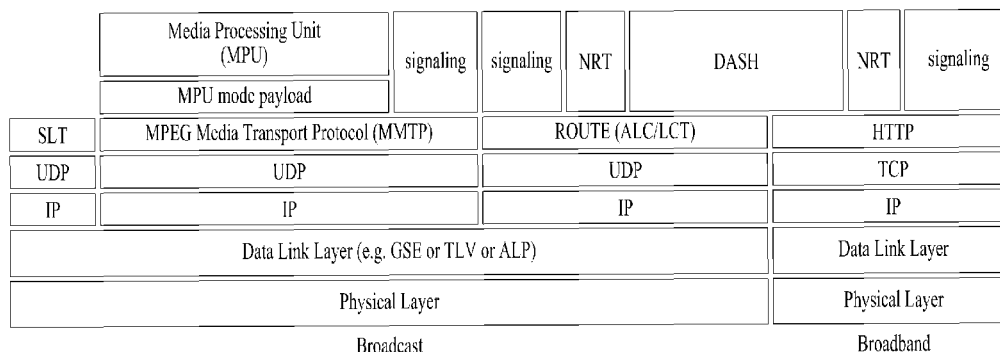 Media Processing Unit
(MPU)
signaling
signaling
NRT
DASH
NRT
signaling
MPU mode payload
SLT
MPEG Media Transport Protocol (MMTP)
ROUTE (ALC/LCT)
HTTP
UDP
UDP
UDP
TCP
IP
IP
IP
IP
Data Link Layer (e.g. GSE or TLV or ALP)
Data Link Layer
Physical Layer
Physical Layer
Broadcast
Broadband